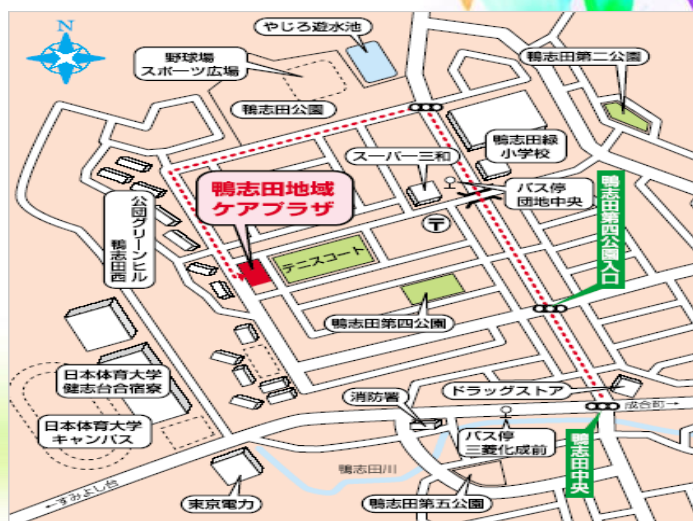 やじろ遊水池
野球場
スポーツ広場
鴨志田第二公園
鴨志田公園
鴨志田緑
小学校
スーパー三和
バス停
団地中央
鴨志田地域
ケアプラザ
〒
公団グリーンヒル
鴨志田西
鴨志田第四公園入口
テニスコート
鴨志田第四公園
日本体育大学
健志台合宿寮
ドラッグストア
消防署
成合町→
日本体育大学
キャンパス
バス停
三菱化成前
鴨志田中央
鴨志田川
←すみよし台
東京電力
鴨志田第五公園